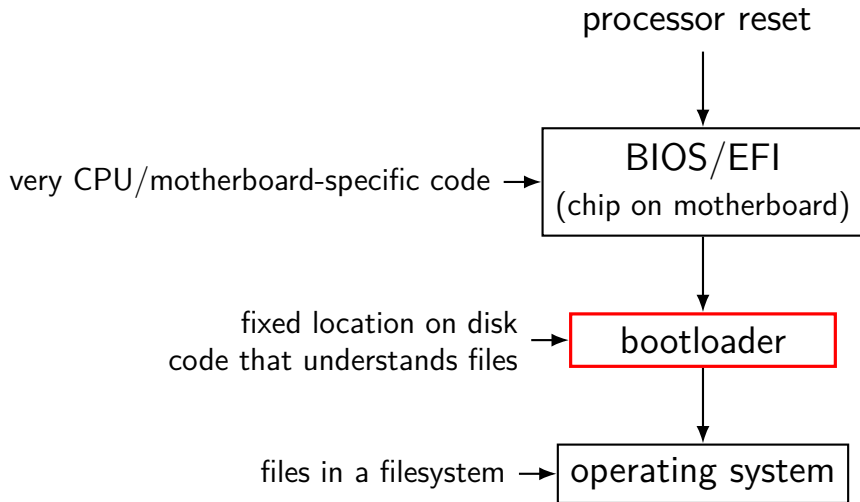 processor reset
BIOS/EFI
(chip on motherboard)
very CPU/motherboard-specific code
bootloader
fixed location on disk
code that understands files
operating system
files in a filesystem